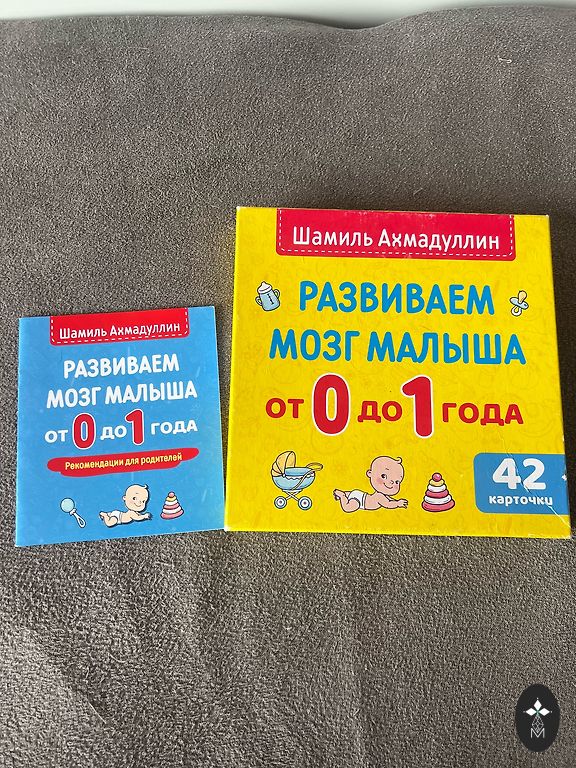 Шамиль Ахмадуллин
РАЗВИВАЕМ
МОЗГ МАЛЫША
от 0 до 1 года
Рекомендации для родителей
Шамиль Ахмадуллин
РАЗВИВАЕМ
МОЗГ МАЛЫША
от 0 до 1 года
42
карточки
М